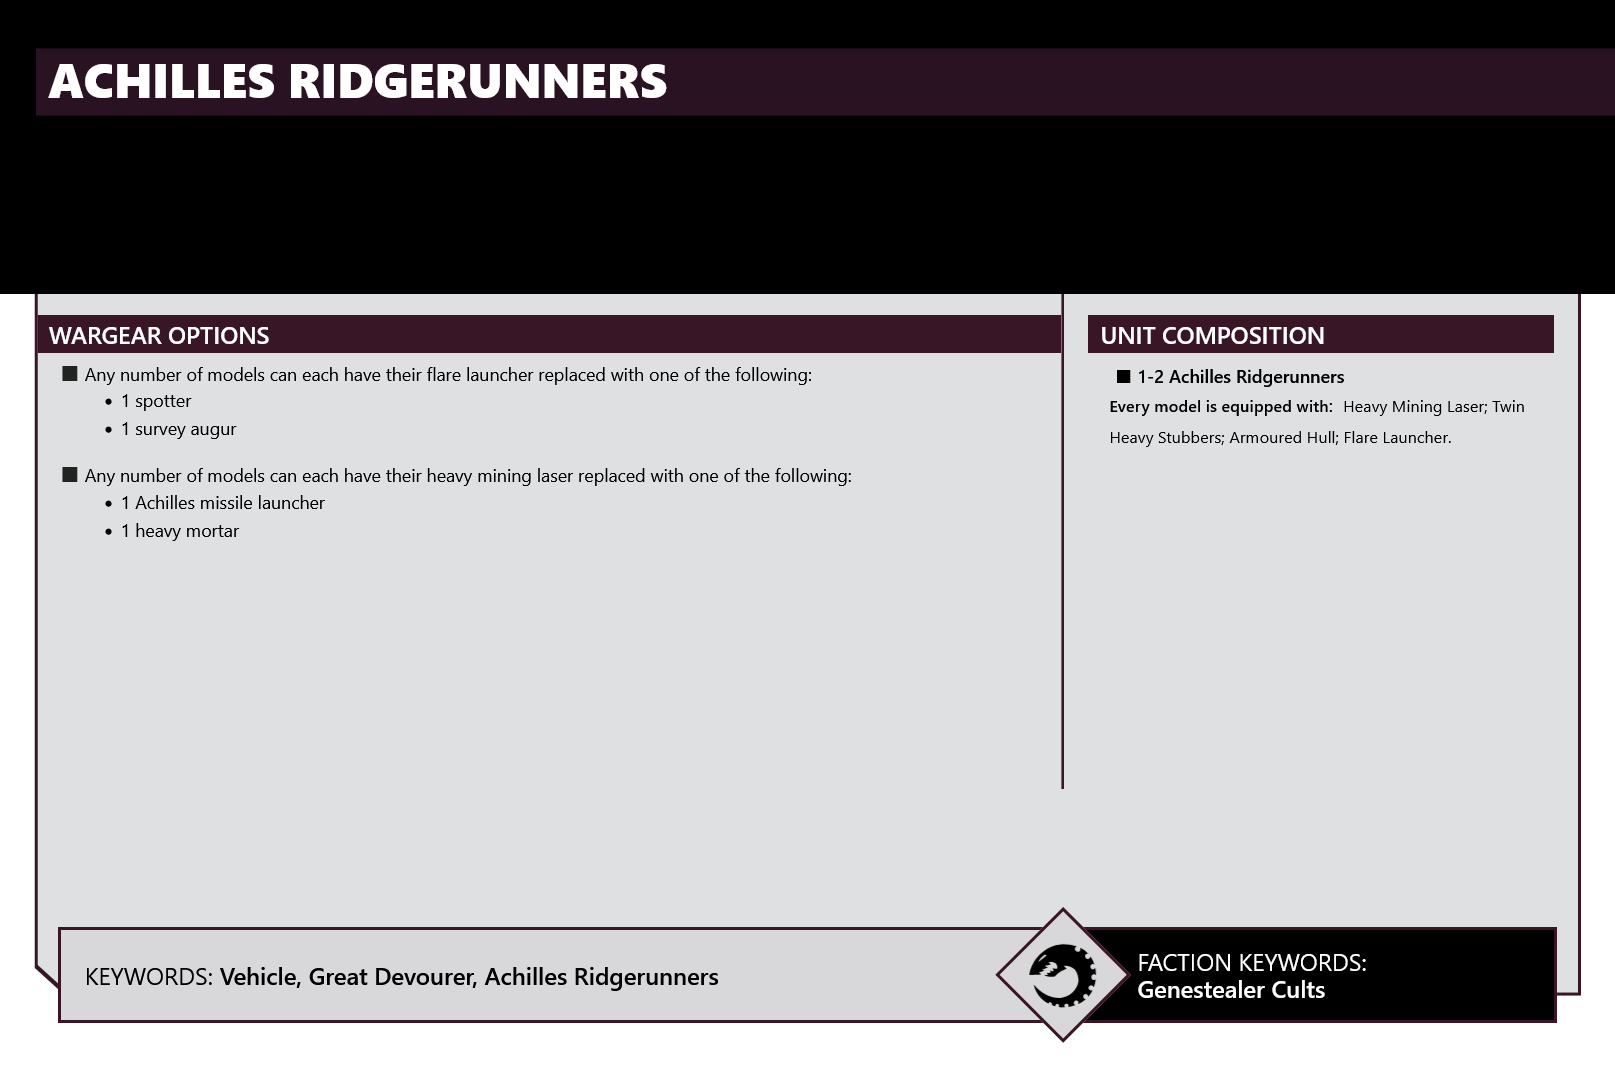 ACHILLES RIDGERUNNERS
WARGEAR OPTIONS
■ Any number of models can each have their flare launcher replaced with one of the following:
• 1 spotter
• 1 survey augur
■ Any number of models can each have their heavy mining laser replaced with one of the following:
• 1 Achilles missile launcher
• 1 heavy mortar
UNIT COMPOSITION
■ 1-2 Achilles Ridgerunners
Every model is equipped with: Heavy Mining Laser; Twin
Heavy Stubbers; Armoured Hull; Flare Launcher.
KEYWORDS: Vehicle, Great Devourer, Achilles Ridgerunners
FACTION KEYWORDS:
Genestealer Cults